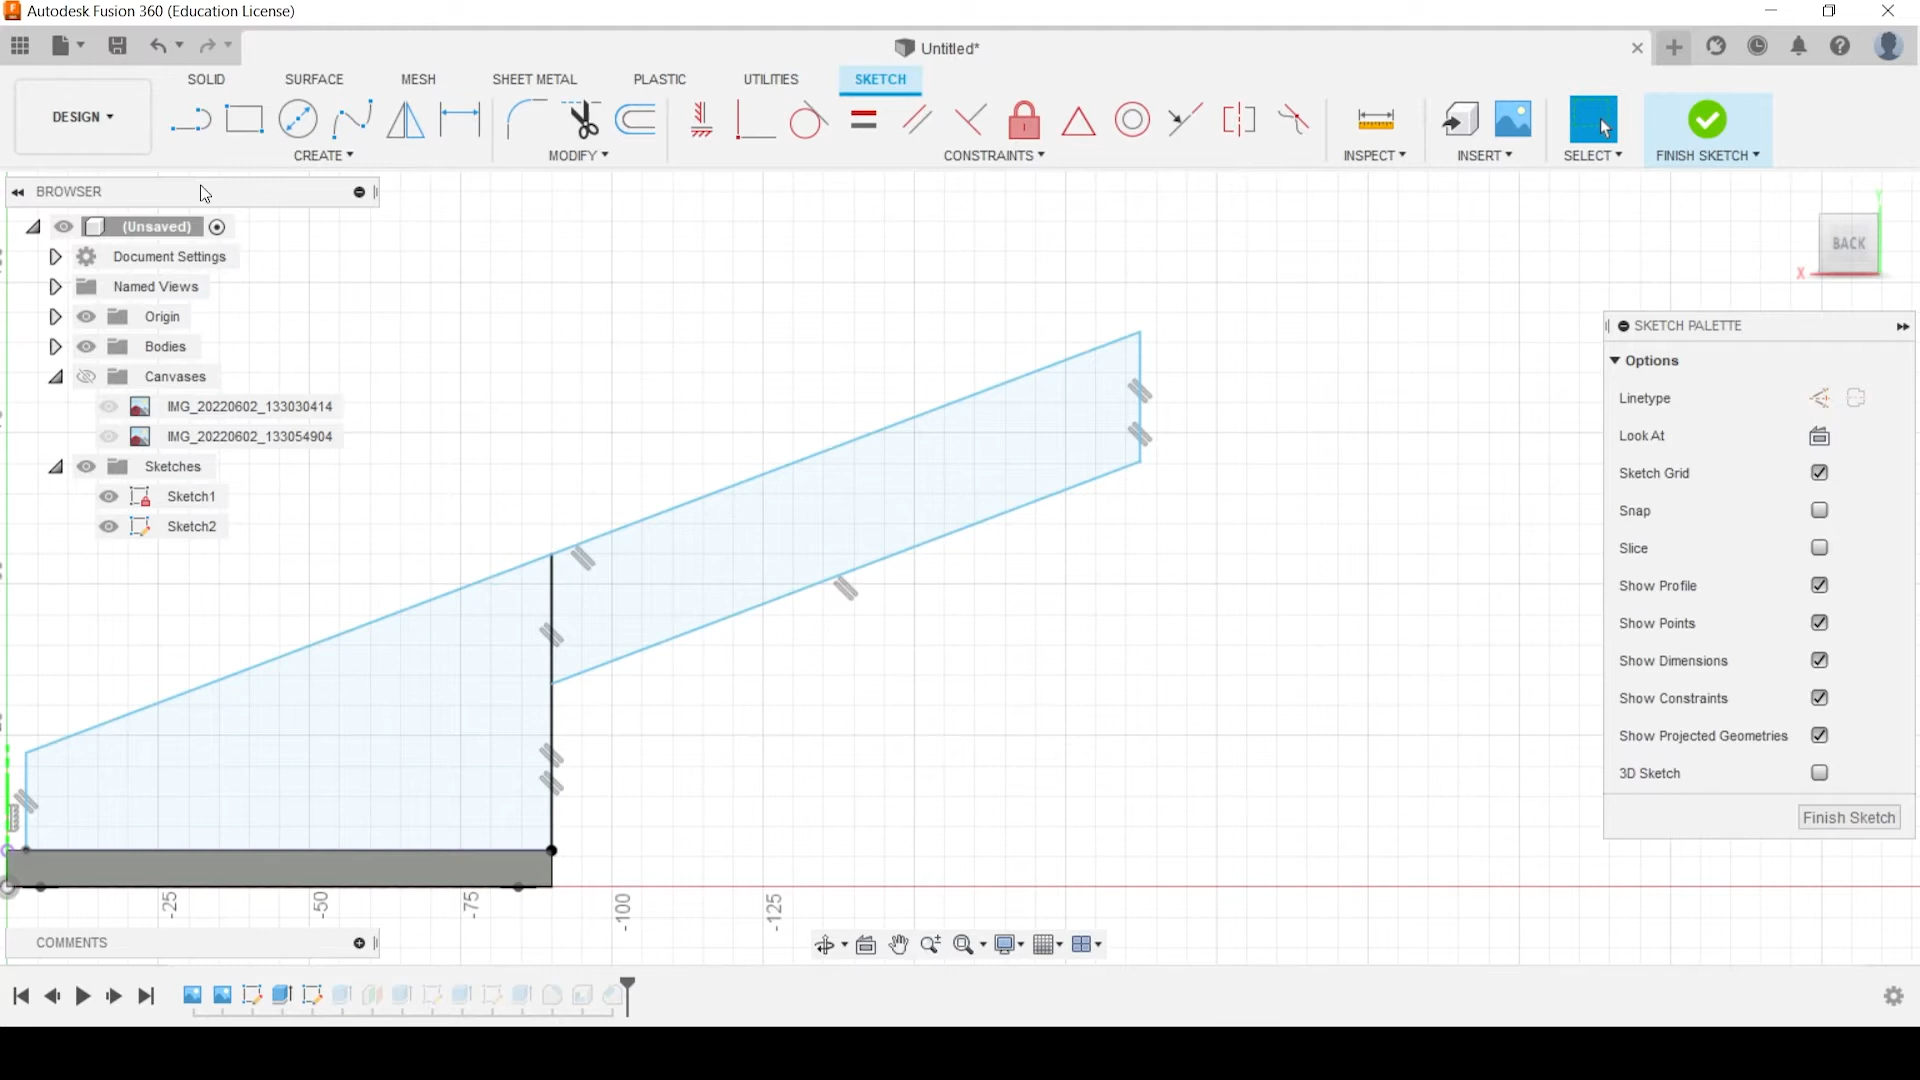 Autodesk Fusion 360 (Education License)
Untitled*
SOLID SURFACE MESH SHEET METAL PLASTIC UTILITIES SKETCH
DESIGN
CREATE MODIFY CONSTRAINTS INSPECT INSERT SELECT FINISH SKETCH
BROWSER
(Unsaved)
Document Settings
Named Views
Origin
Bodies
Canvases
IMG_20220602_133030414
IMG_20220602_133054904
Sketches
Sketch1
Sketch2
BACK
Y
X
SKETCH PALETTE
Options
Linetype
Look At
Sketch Grid
Snap
Slice
Show Profile
Show Points
Show Dimensions
Show Constraints
Show Projected Geometries
3D Sketch
Finish Sketch
-25
-50
-75
-100
-125
COMMENTS